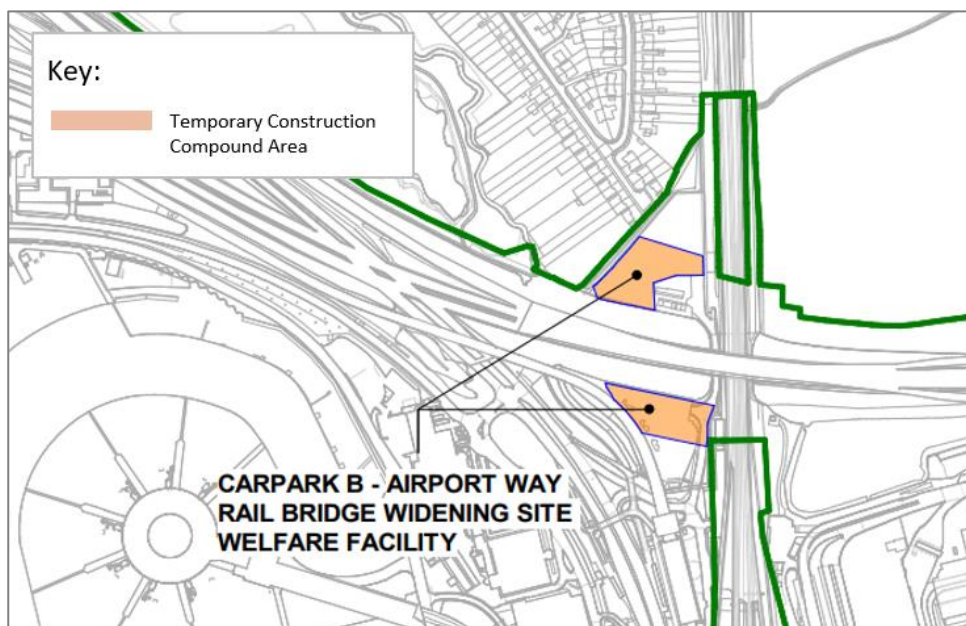 Key:
Temporary Construction
Compound Area
CARPARK B - AIRPORT WAY
RAIL BRIDGE WIDENING SITE
WELFARE FACILITY